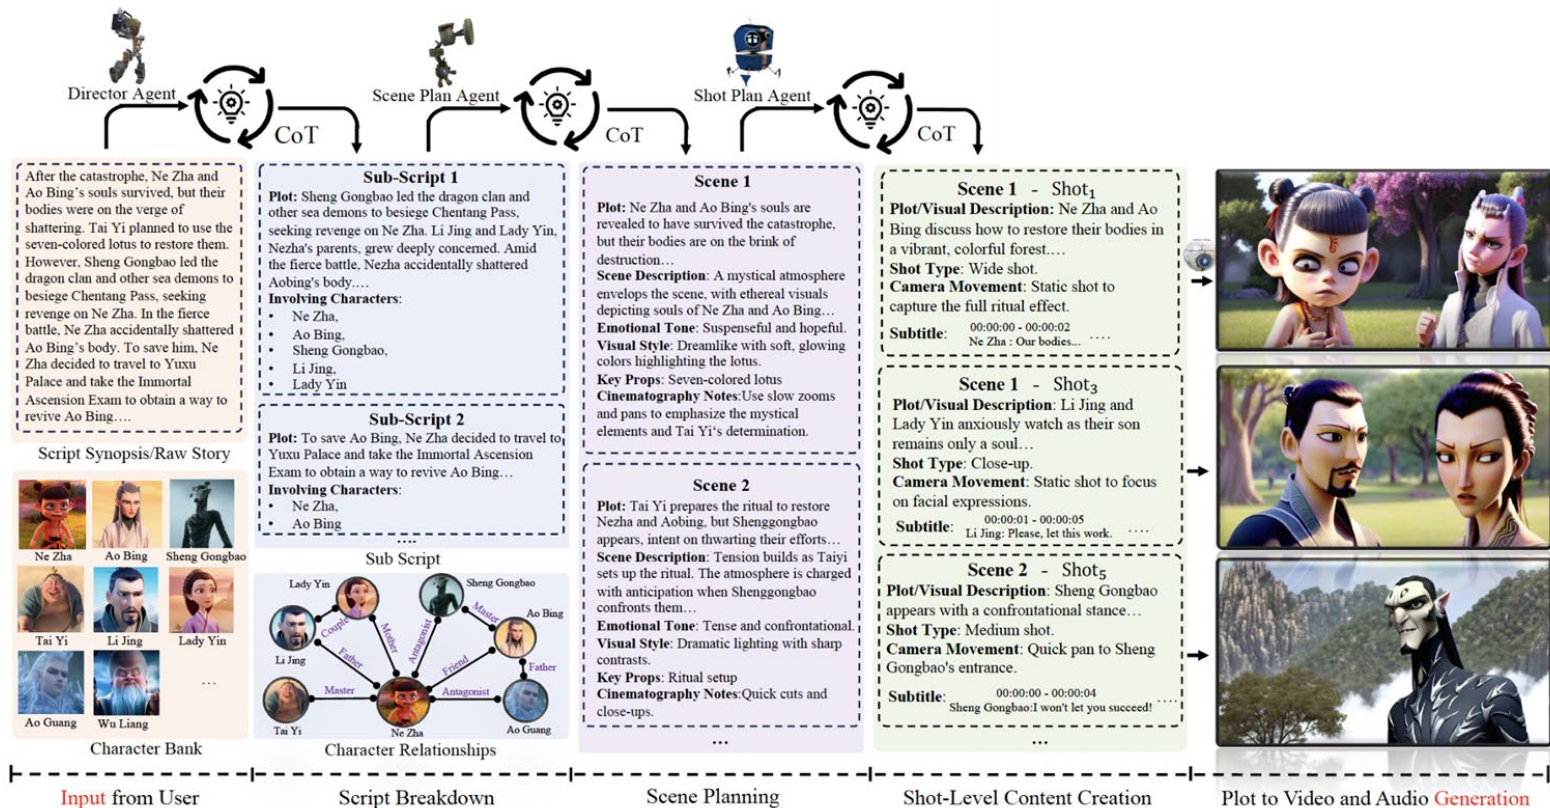 Director Agent
CoT
Scene Plan Agent
CoT
Shot Plan Agent
CoT
After the catastrophe, Ne Zha and
Ao Bing's souls survived, but their
bodies were on the verge of
shattering. Tai Yi planned to use the
seven-colored lotus to restore them.
However, Sheng Gongbao led the
dragon clan and other sea demons to
besiege Chentang Pass, seeking
revenge on Ne Zha. In the fierce
battle, Ne Zha accidentally shattered
Ao Bing's body. To save him, Ne
Zha decided to travel to Yuxu
Palace and take the Immortal
Ascension Exam to obtain a way to
revive Ao Bing….
Script Synopsis/Raw Story
Ne Zha
Ao Bing
Sheng Gongbao
Tai Yi
Li Jing
Lady Yin
Ao Guang
Wu Liang
...
Character Bank
Sub-Script 1
Plot: Sheng Gongbao led the dragon clan and
other sea demons to besiege Chentang Pass,
seeking revenge on Ne Zha. Li Jing and Lady Yin,
Nezha's parents, grew deeply concerned. Amid
the fierce battle, Nezha accidentally shattered
Aobing's body….
Involving Characters:
• Ne Zha,
• Ao Bing,
• Sheng Gongbao,
• Li Jing,
• Lady Yin
Sub-Script 2
Plot: To save Ao Bing, Ne Zha decided to travel to
Yuxu Palace and take the Immortal Ascension
Exam to obtain a way to revive Ao Bing…
Involving Characters:
• Ne Zha,
• Ao Bing
....
Sub Script
Lady Yin
Sheng Gongbao
Ao Bing
Li Jing
Couple
Mother
Antagonist
Master
Father
Friend
Father
Master
Antagonist
Tai Yi
Ne Zha
Ao Guang
Character Relationships
Scene 1
Plot: Ne Zha and Ao Bing's souls are
revealed to have survived the catastrophe,
but their bodies are on the brink of
destruction…
Scene Description: A mystical atmosphere
envelops the scene, with ethereal visuals
depicting souls of Ne Zha and Ao Bing…
Emotional Tone: Suspenseful and hopeful.
Visual Style: Dreamlike with soft, glowing
colors highlighting the lotus.
Key Props: Seven-colored lotus
Cinematography Notes:Use slow zooms
and pans to emphasize the mystical
elements and Tai Yi's determination.
Scene 2
Plot: Tai Yi prepares the ritual to restore
Nezha and Aobing, but Shenggongbao
appears, intent on thwarting their efforts…
Scene Description: Tension builds as Taiyi
sets up the ritual. The atmosphere is charged
with anticipation when Shenggongbao
confronts them…
Emotional Tone: Tense and confrontational.
Visual Style: Dramatic lighting with sharp
contrasts.
Key Props: Ritual setup
Cinematography Notes:Quick cuts and
close-ups.
...
Scene 1 - Shot1
Plot/Visual Description: Ne Zha and Ao
Bing discuss how to restore their bodies in
a vibrant, colorful forest.…
Shot Type: Wide shot.
Camera Movement: Static shot to
capture the full ritual effect.
Subtitle: 00:00:00 - 00:00:02 ....
Ne Zha : Our bodies...
Scene 1 - Shot3
Plot/Visual Description: Li Jing and
Lady Yin anxiously watch as their son
remains only a soul…
Shot Type: Close-up.
Camera Movement: Static shot to focus
on facial expressions.
Subtitle: 00:00:01 - 00:00:05 ....
Li Jing: Please, let this work.
Scene 2 - Shot5
Plot/Visual Description: Sheng Gongbao
appears with a confrontational stance…
Shot Type: Medium shot.
Camera Movement: Quick pan to Sheng
Gongbao's entrance.
Subtitle: 00:00:00 - 00:00:04 ....
Sheng Gongbao:I won't let you succeed!
...
Input from User
Script Breakdown
Scene Planning
Shot-Level Content Creation
Plot to Video and Audio Generation